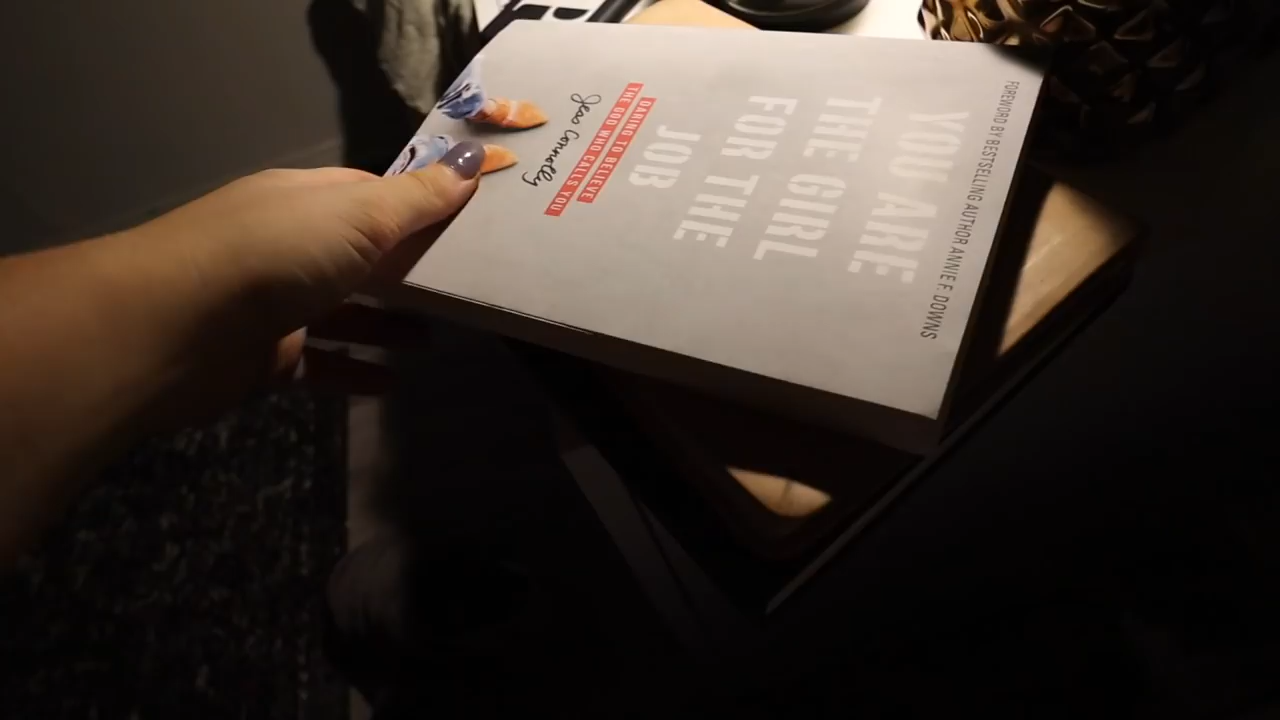 FOREWORD BY BESTSELLING AUTHOR ANNIE F. DOWNS
YOU ARE
THE GIRL
FOR THE
JOB
DARING TO BELIEVE
THE GOD WHO CALLS YOU
Jess Connolly